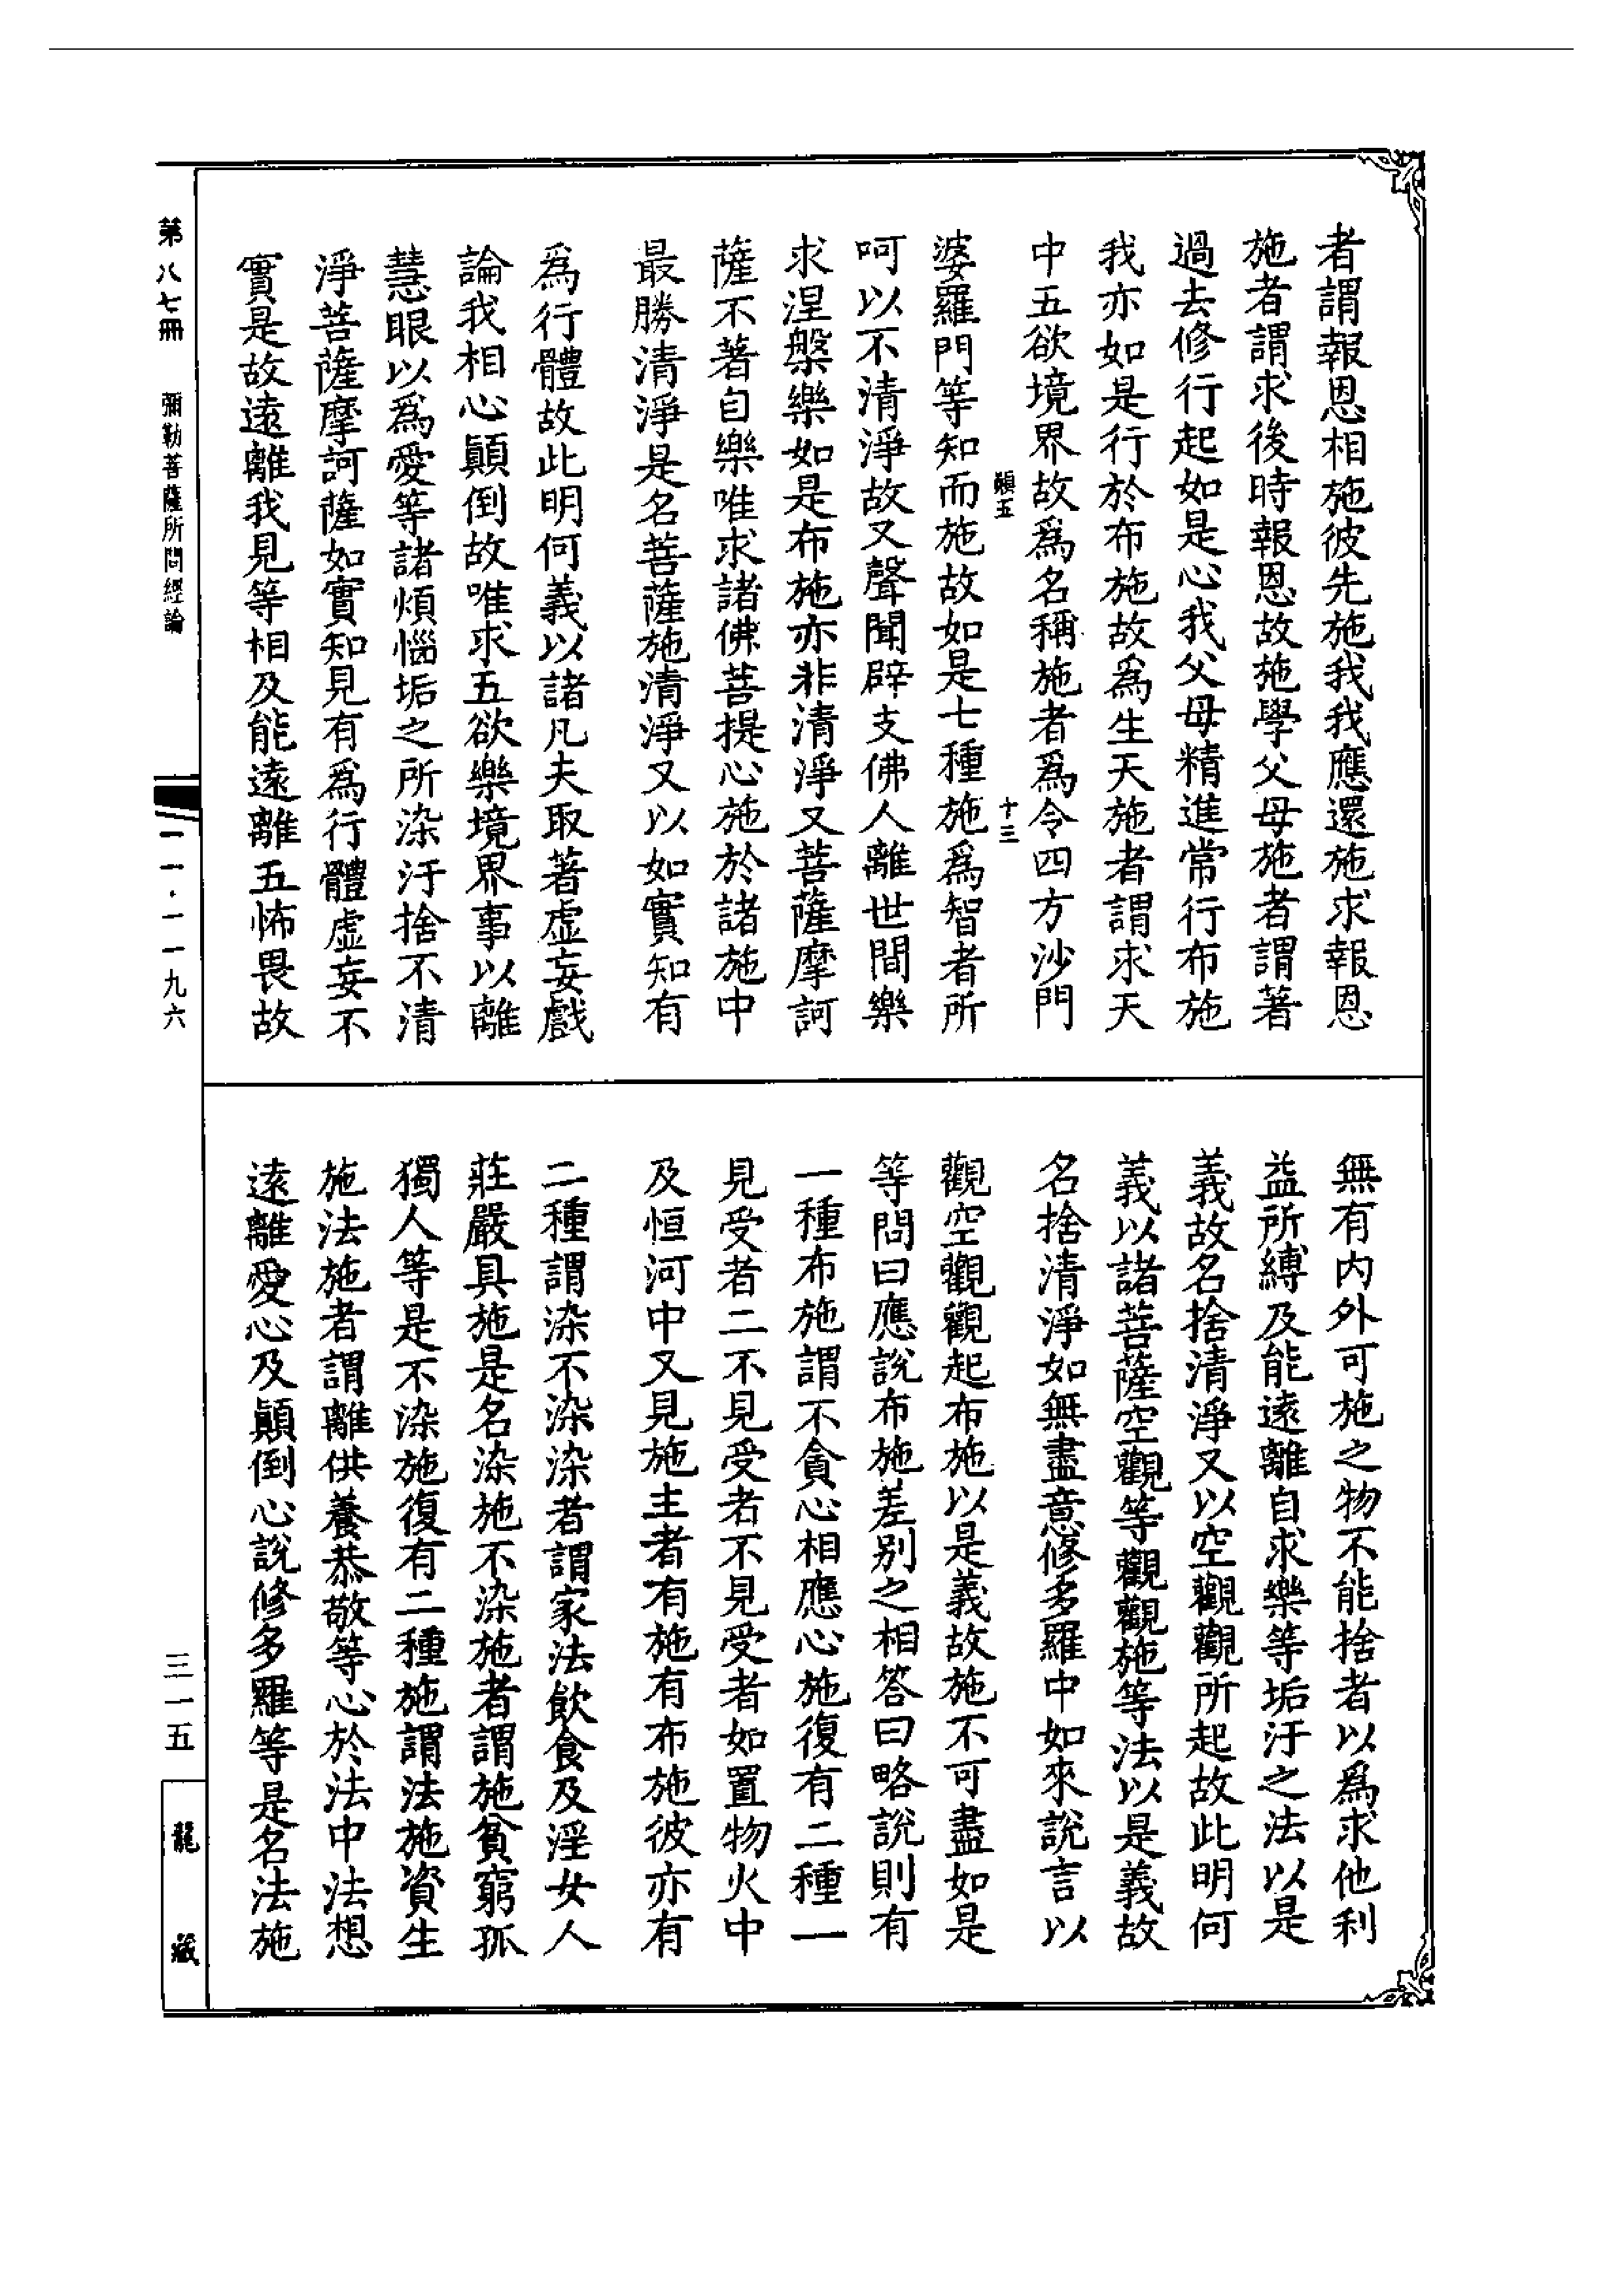 者謂報恩相施彼先施我我應還施求報恩
施者謂求後時報恩故施學父母施者謂著
過去修行起如是心我父母精進常行布施
我亦如是行於布施故爲生天施者謂求天
中五欲境界故爲名稱施者爲令四方沙門
顛五 十三
婆羅門等知而施故如是七種施爲智者所
呵以不清淨故又聲聞辟支佛人離世間樂
求涅槃樂如是布施亦非清淨又菩薩摩訶
薩不著自樂唯求諸佛菩提心施於諸施中
最勝清淨是名菩薩施清淨又以如實知有
爲行體故此明何義以諸凡夫取著虛妄戲
論我相心顛倒故唯求五欲樂境界事以離
慧眼以爲愛等諸煩惱垢之所染汙捨不清
淨菩薩摩訶薩如實知見有爲行體虛妄不
實是故遠離我見等相及能遠離五怖畏故
無有内外可施之物不能捨者以爲求他利
益所縛及能遠離自求樂等垢汙之法以是
義故名捨清淨又以空觀觀所起故此明何
義以諸菩薩空觀等觀觀施等法以是義故
名捨清淨如無盡意修多羅中如來說言以
觀空觀觀起布施以是義故施不可盡如是
等問曰應說布施差別之相答曰略說則有
一種布施謂不貪心相應心施復有二種一
見受者二不見受者不見受者如置物火中
及恒河中又見施主者有施有布施彼亦有
二種謂染不染染者謂家法飲食及淫女人
莊嚴具施是名染施不染施者謂施貧窮孤
獨人等是不染施復有二種施謂法施資生
施法施者謂離供養恭敬等心於法中法想
遠離愛心及顛倒心說修多羅等是名法施
第八七冊 彌勒菩薩所問經論 一一·一一九六 三一五 龍藏